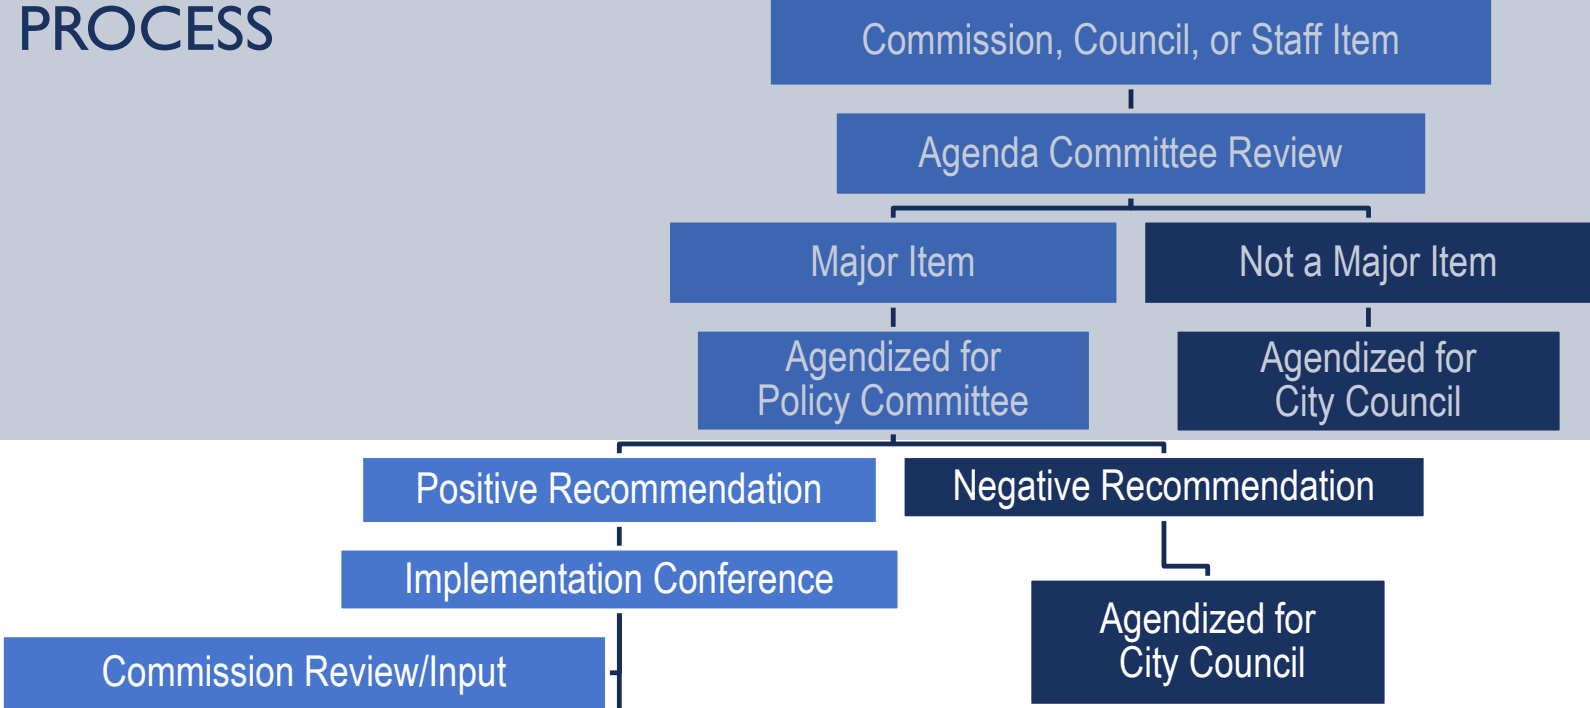 PROCESS
Commission, Council, or Staff Item
Agenda Committee Review
Major Item
Not a Major Item
Agendized for
Policy Committee
Agendized for
City Council
Positive Recommendation
Negative Recommendation
Implementation Conference
Agendized for
City Council
Commission Review/Input